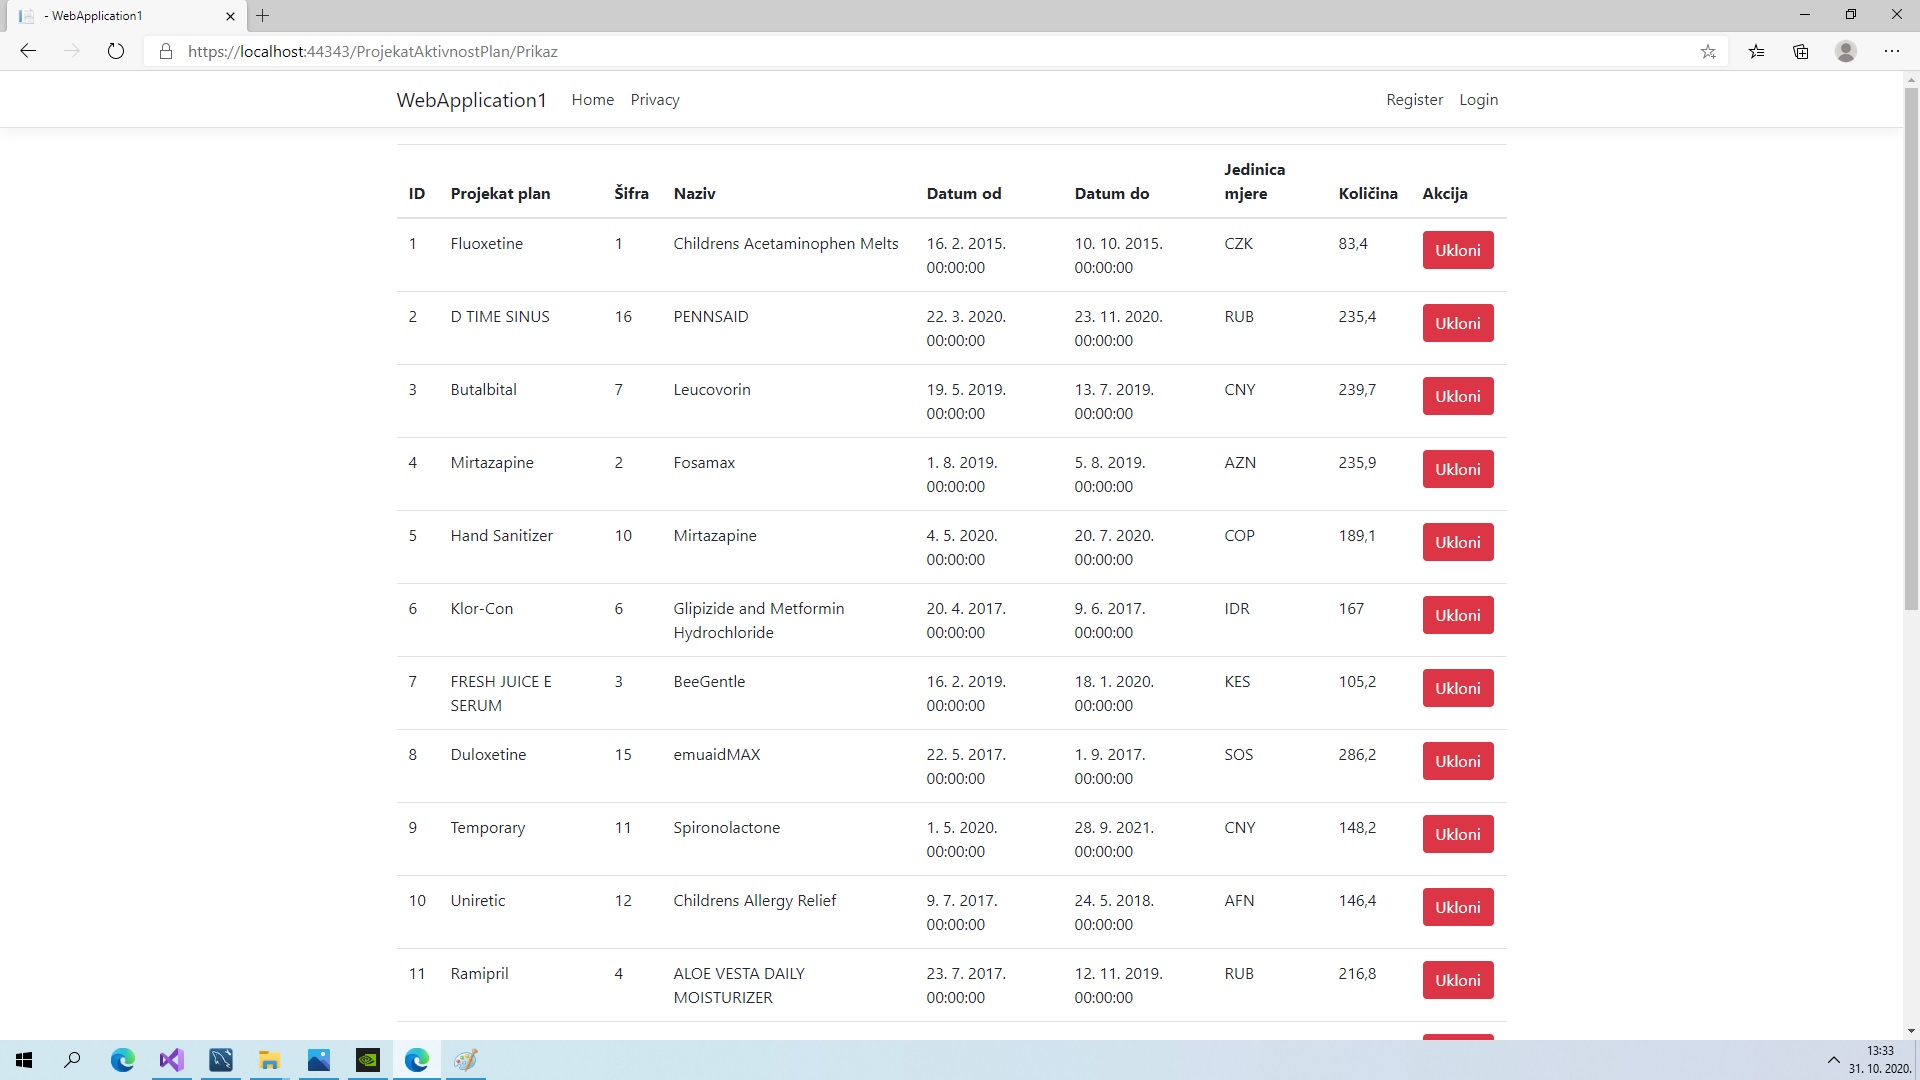 - WebApplication1
https://localhost:44343/ProjekatAktivnostPlan/Prikaz
WebApplication1 Home Privacy Register Login
ID Projekat plan Šifra Naziv Datum od Datum do Jedinica mjere Količina Akcija
1 Fluoxetine 1 Childrens Acetaminophen Melts 16. 2. 2015. 00:00:00 10. 10. 2015. 00:00:00 CZK 83,4 Ukloni
2 D TIME SINUS 16 PENNSAID 22. 3. 2020. 00:00:00 23. 11. 2020. 00:00:00 RUB 235,4 Ukloni
3 Butalbital 7 Leucovorin 19. 5. 2019. 00:00:00 13. 7. 2019. 00:00:00 CNY 239,7 Ukloni
4 Mirtazapine 2 Fosamax 1. 8. 2019. 00:00:00 5. 8. 2019. 00:00:00 AZN 235,9 Ukloni
5 Hand Sanitizer 10 Mirtazapine 4. 5. 2020. 00:00:00 20. 7. 2020. 00:00:00 COP 189,1 Ukloni
6 Klor-Con 6 Glipizide and Metformin Hydrochloride 20. 4. 2017. 00:00:00 9. 6. 2017. 00:00:00 IDR 167 Ukloni
7 FRESH JUICE E SERUM 3 BeeGentle 16. 2. 2019. 00:00:00 18. 1. 2020. 00:00:00 KES 105,2 Ukloni
8 Duloxetine 15 emuaidMAX 22. 5. 2017. 00:00:00 1. 9. 2017. 00:00:00 SOS 286,2 Ukloni
9 Temporary 11 Spironolactone 1. 5. 2020. 00:00:00 28. 9. 2021. 00:00:00 CNY 148,2 Ukloni
10 Uniretic 12 Childrens Allergy Relief 9. 7. 2017. 00:00:00 24. 5. 2018. 00:00:00 AFN 146,4 Ukloni
11 Ramipril 4 ALOE VESTA DAILY MOISTURIZER 23. 7. 2017. 00:00:00 12. 11. 2019. 00:00:00 RUB 216,8 Ukloni
13:33
31. 10. 2020.